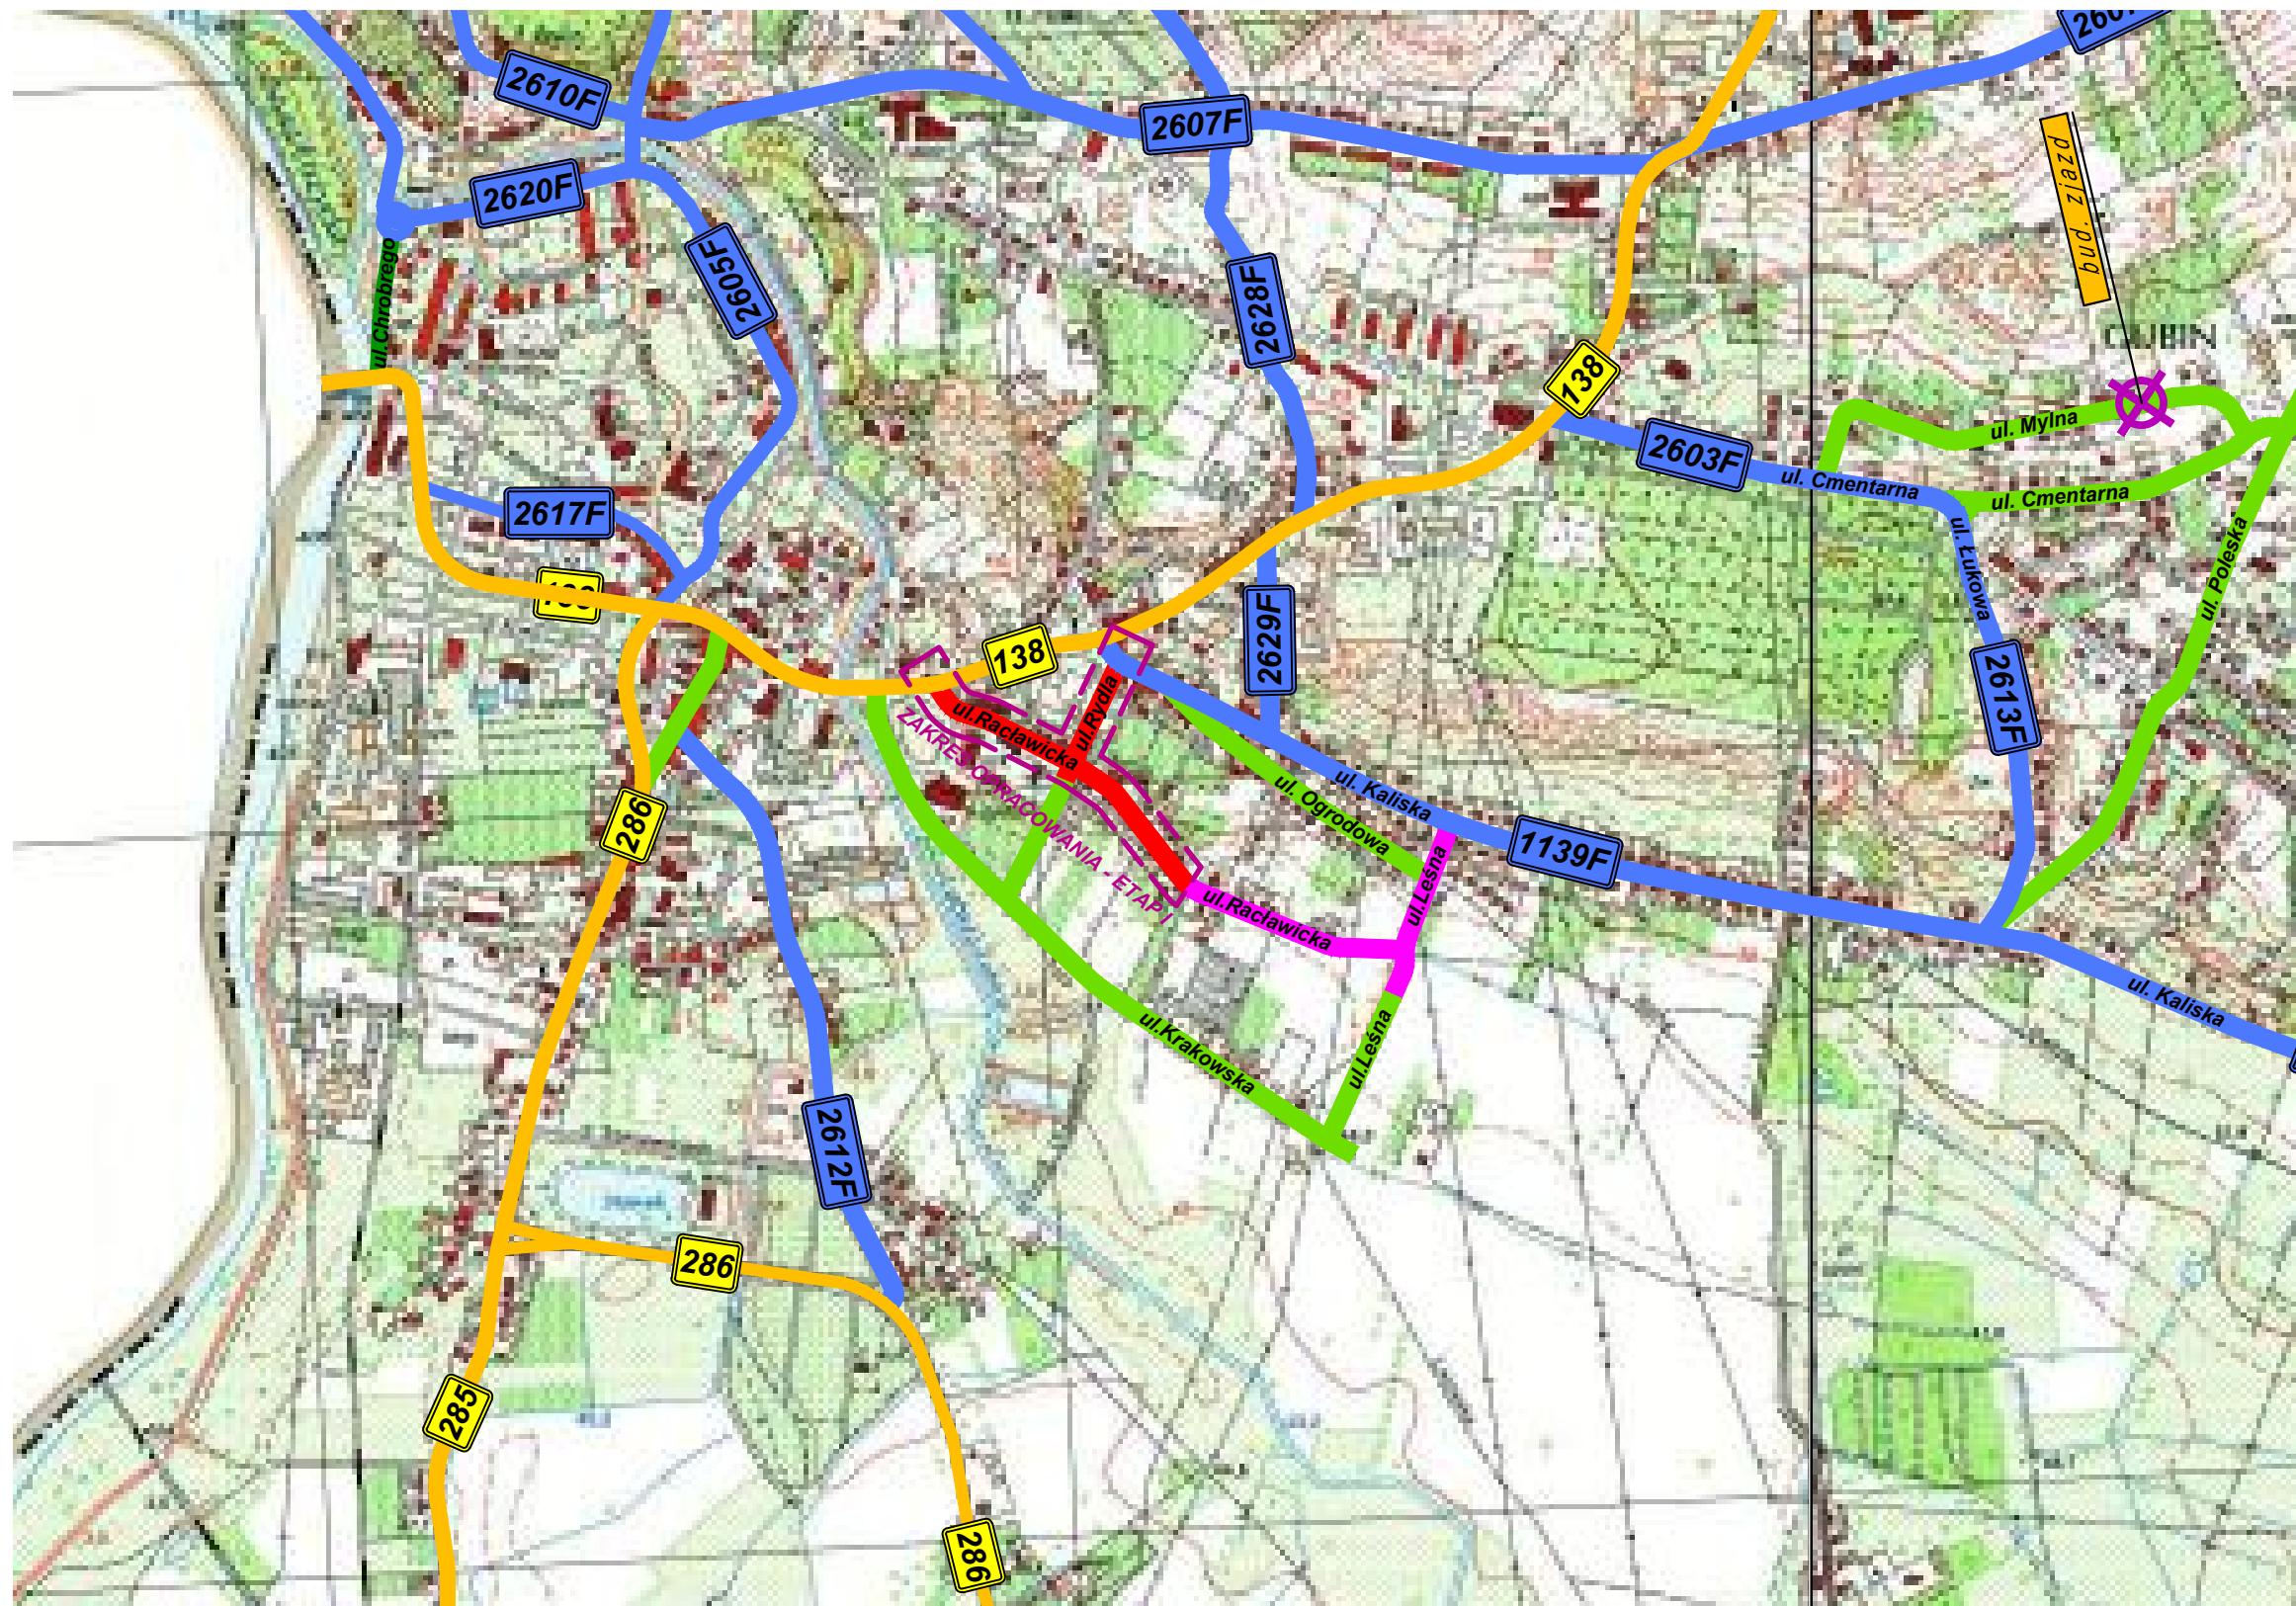 2610F
2607F
2620F
2605F
2628F
bud. zjazd
ul.Chrobrego
138
GUBIN
ul. Mylna
2603F
ul. Cmentarna
ul. Cmentarna
2617F
ul. Łukowa
ul. Poleska
138
2629F
ul.Rydla
ul.Racławicka
ZAKRES OPRACOWANIA - ETAP I
2613F
ul. Kaliska
ul. Ogrodowa
286
1139F
ul.Leśna
ul.Racławicka
ul. Kaliska
ul.Leśna
ul.Krakowska
2612F
286
285
286